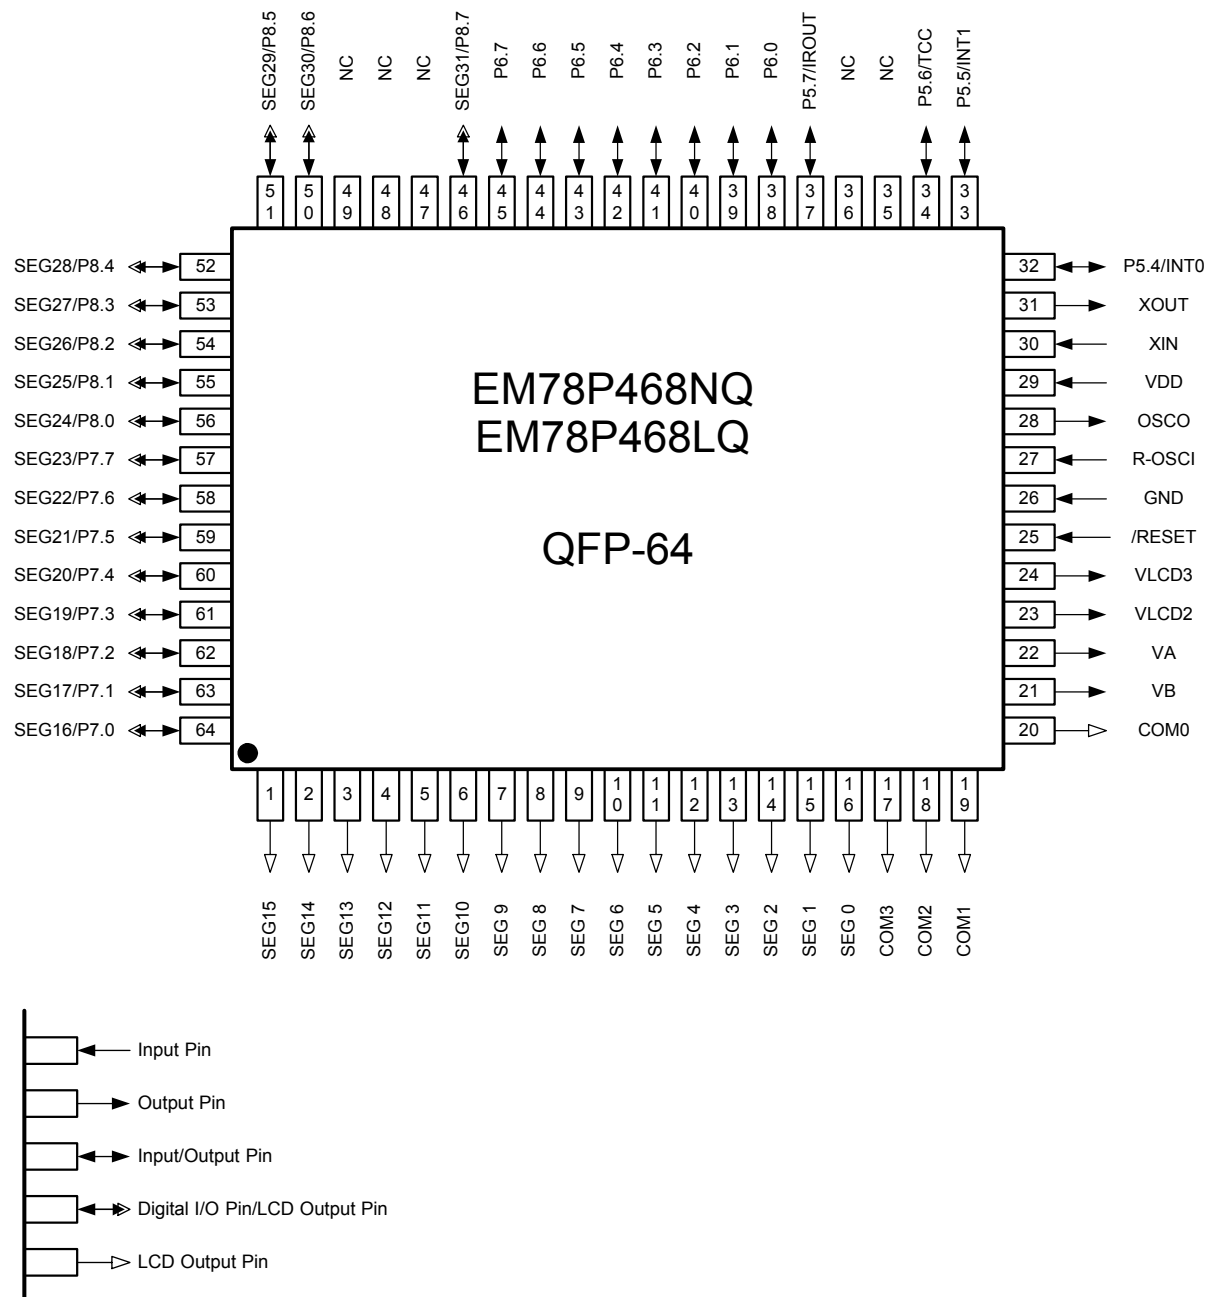 SEG29/P8.5
SEG30/P8.6
NC
NC
NC
SEG31/P8.7
P6.7
P6.6
P6.5
P6.4
P6.3
P6.2
P6.1
P6.0
P5.7/IROUT
NC
NC
P5.6/TCC
P5.5/INT1
51
50
49
48
47
46
45
44
43
42
41
40
39
38
37
36
35
34
33
SEG28/P8.4 52
SEG27/P8.3 53
SEG26/P8.2 54
SEG25/P8.1 55
SEG24/P8.0 56
SEG23/P7.7 57
SEG22/P7.6 58
SEG21/P7.5 59
SEG20/P7.4 60
SEG19/P7.3 61
SEG18/P7.2 62
SEG17/P7.1 63
SEG16/P7.0 64
EM78P468NQ
EM78P468LQ
QFP-64
32 P5.4/INT0
31 XOUT
30 XIN
29 VDD
28 OSCO
27 R-OSCI
26 GND
25 /RESET
24 VLCD3
23 VLCD2
22 VA
21 VB
20 COM0
1
2
3
4
5
6
7
8
9
10
11
12
13
14
15
16
17
18
19
SEG15
SEG14
SEG13
SEG12
SEG11
SEG10
SEG 9
SEG 8
SEG 7
SEG 6
SEG 5
SEG 4
SEG 3
SEG 2
SEG 1
SEG 0
COM3
COM2
COM1
Input Pin
Output Pin
Input/Output Pin
Digital I/O Pin/LCD Output Pin
LCD Output Pin